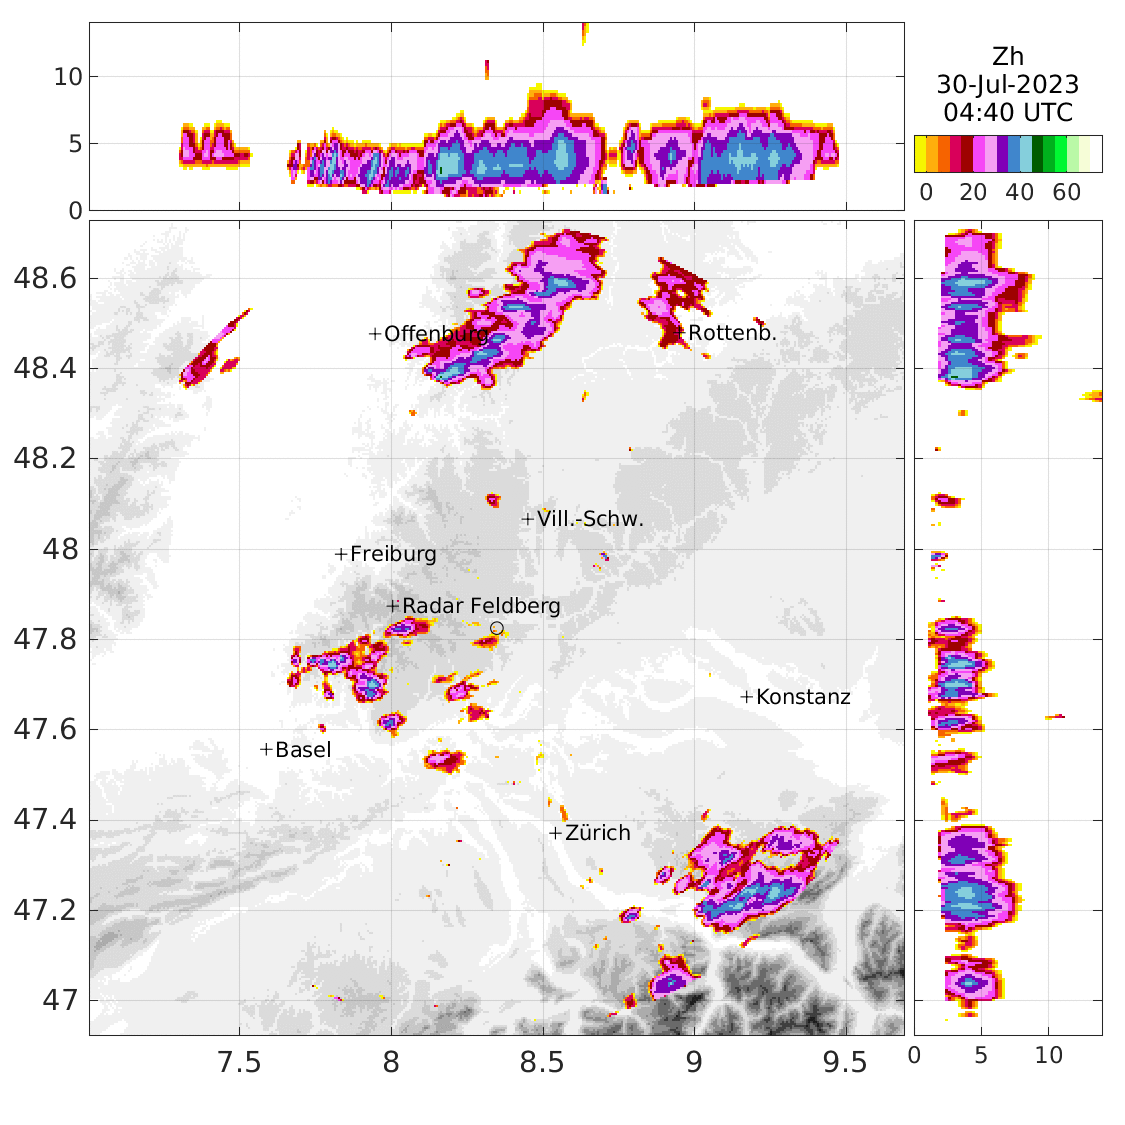 10
5
0
Zh
30-Jul-2023
04:40 UTC
0 20 40 60
48.6
48.4
48.2
48
47.8
47.6
47.4
47.2
47
Offenburg
Rottenb.
Vill.-Schw.
Freiburg
Radar Feldberg
Konstanz
Basel
Zürich
7.5 8 8.5 9 9.5
0 5 10